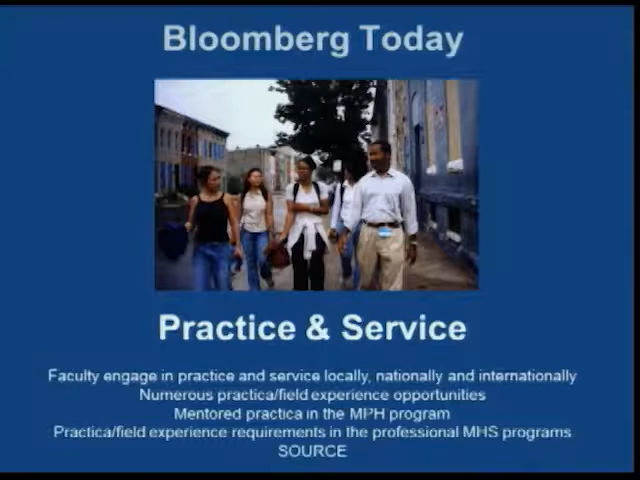 Bloomberg Today
Practice & Service
Faculty engage in practice and service locally, nationally and internationally
Numerous practica/field experience opportunities
Mentored practica in the MPH program
Practica/field experience requirements in the professional MHS programs
SOURCE